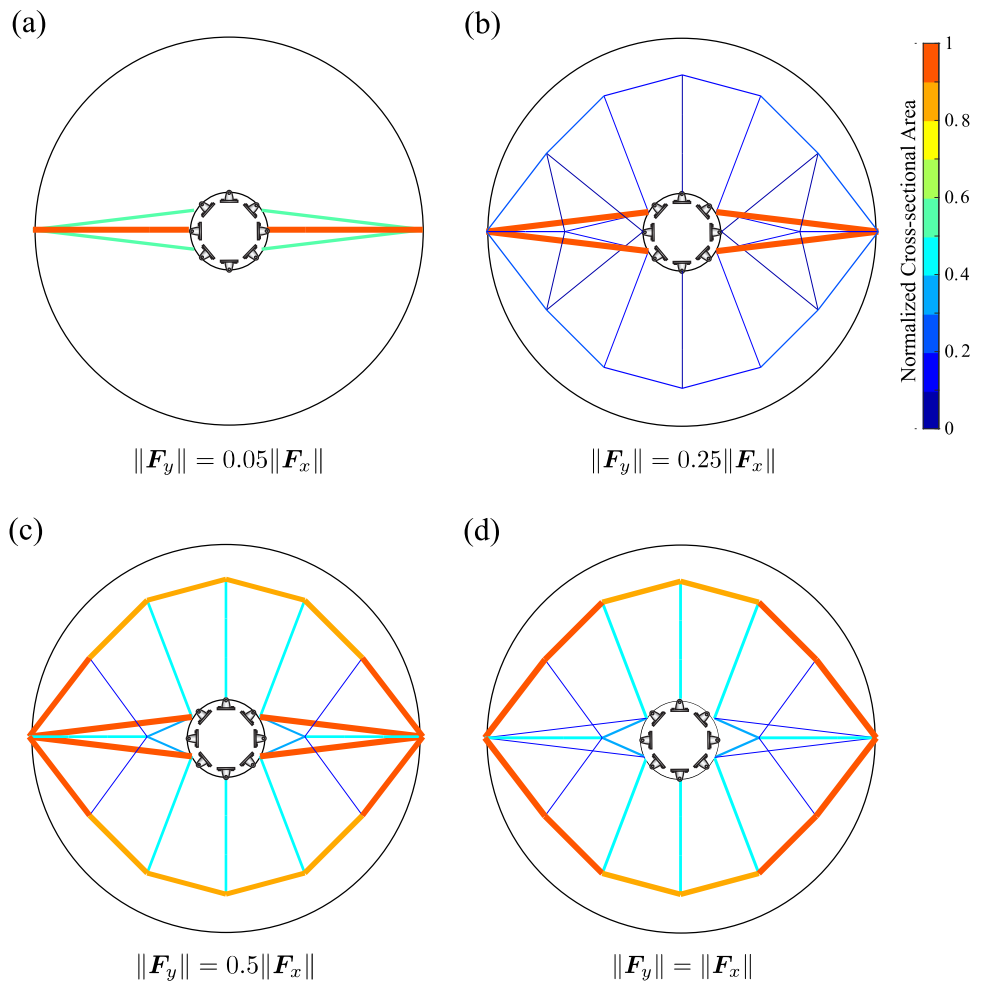 (a)
(b)
Normalized Cross-sectional Area
1
0.8
0.6
0.4
0.2
0
‖𝑭_y‖ = 0.05‖𝑭_x‖
‖𝑭_y‖ = 0.25‖𝑭_x‖
(c)
(d)
‖𝑭_y‖ = 0.5‖𝑭_x‖
‖𝑭_y‖ = ‖𝑭_x‖